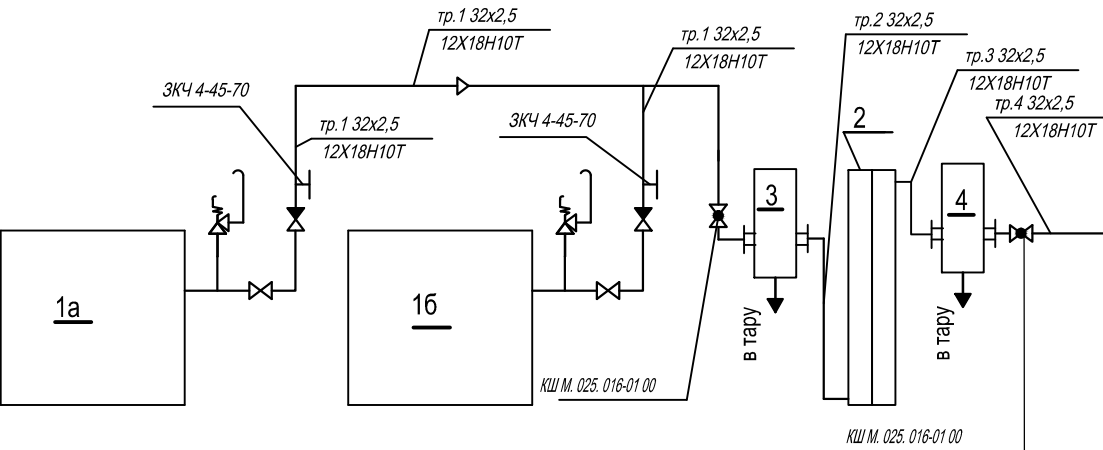 тр.1 32х2,5
12Х18Н10Т
тр.1 32х2,5
12Х18Н10Т
тр.2 32х2,5
12Х18Н10Т
тр.3 32х2,5
12Х18Н10Т
тр.4 32х2,5
12Х18Н10Т
ЗКЧ 4-45-70
тр.1 32х2,5
12Х18Н10Т
ЗКЧ 4-45-70
2
3
4
1а
1б
в тару
в тару
КШ М. 025. 016-01 00
КШ М. 025. 016-01 00